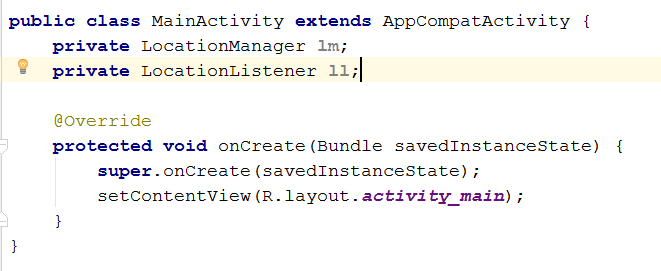 public class MainActivity extends AppCompatActivity {
    private LocationManager lm;
    private LocationListener ll;
    @Override
    protected void onCreate(Bundle savedInstanceState) {
        super.onCreate(savedInstanceState);
        setContentView(R.layout.activity_main);
    }
}